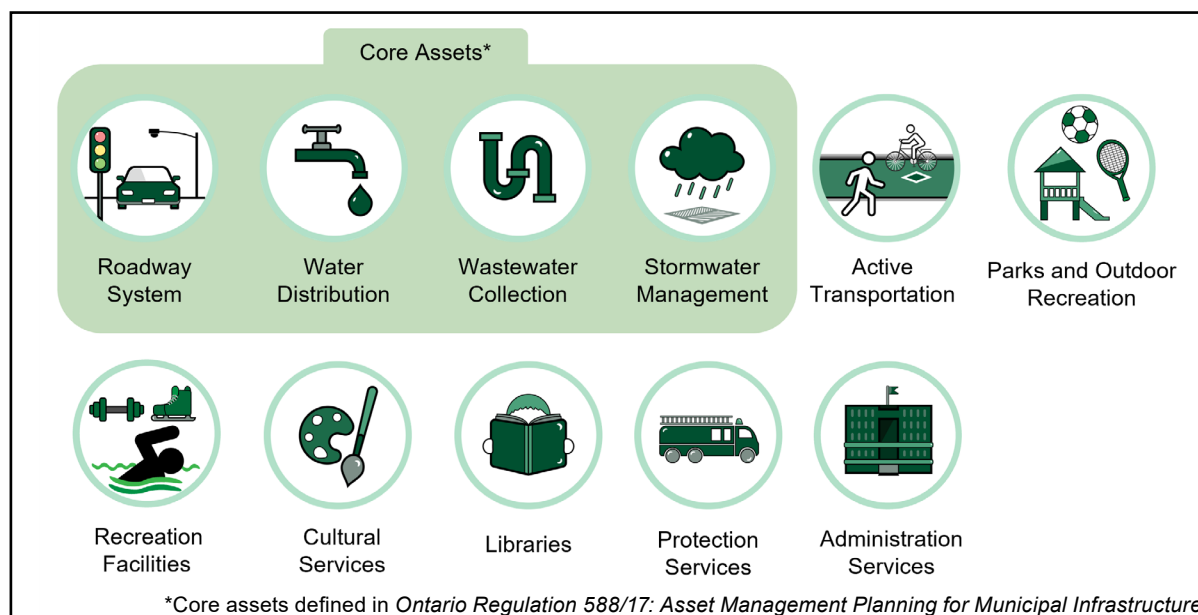 Core Assets*
Roadway
System
Water
Distribution
Wastewater
Collection
Stormwater
Management
Active
Transportation
Parks and Outdoor
Recreation
Recreation
Facilities
Cultural
Services
Libraries
Protection
Services
Administration
Services
*Core assets defined in Ontario Regulation 588/17: Asset Management Planning for Municipal Infrastructure